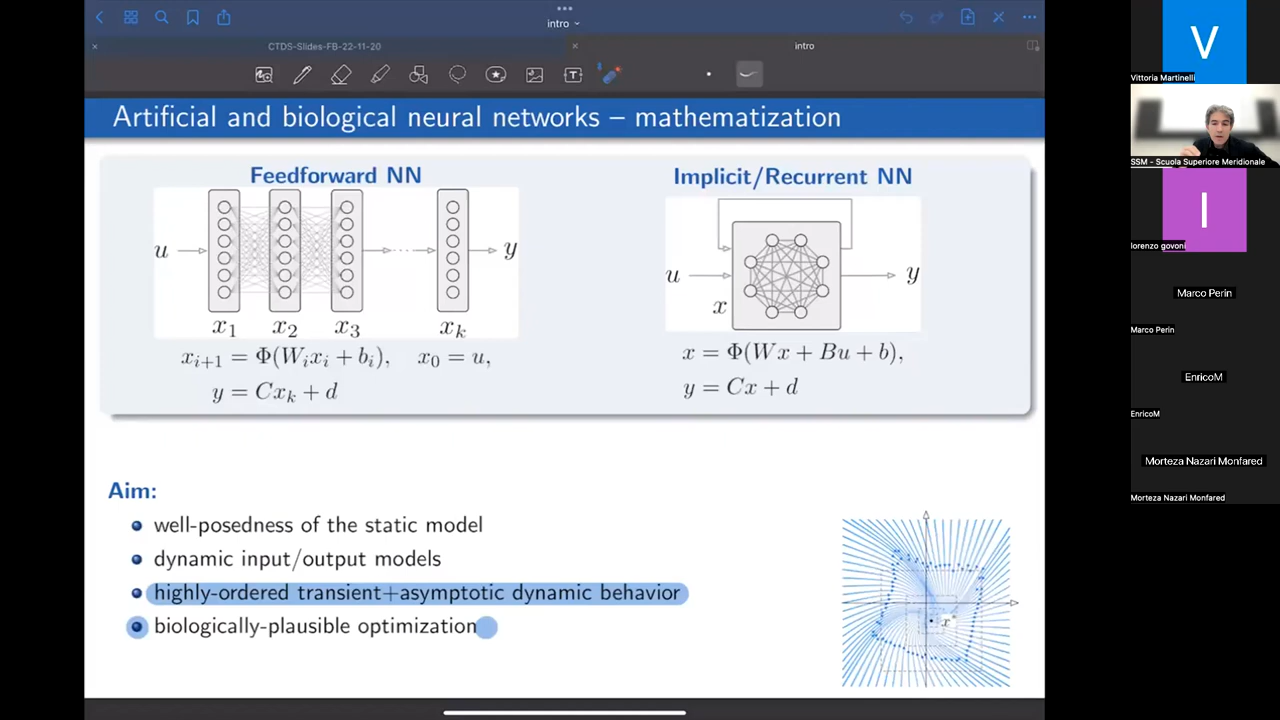 intro
CTDS-Slides-FB-22-11-20
intro
Artificial and biological neural networks – mathematization
Feedforward NN
Implicit/Recurrent NN
u
y
x₁ x₂ x₃ xₖ
xᵢ₊₁ = Φ(Wᵢxᵢ + bᵢ), x₀ = u,
y = Cxₖ + d
u
x
y
x = Φ(Wx + Bu + b),
y = Cx + d
Aim:
well-posedness of the static model
dynamic input/output models
highly-ordered transient+asymptotic dynamic behavior
biologically-plausible optimization
x*
V
Vittoria Martinelli
SSM - Scuola Superiore Meridionale
I
lorenzo govoni
Marco Perin
Marco Perin
EnricoM
EnricoM
Morteza Nazari Monfared
Morteza Nazari Monfared